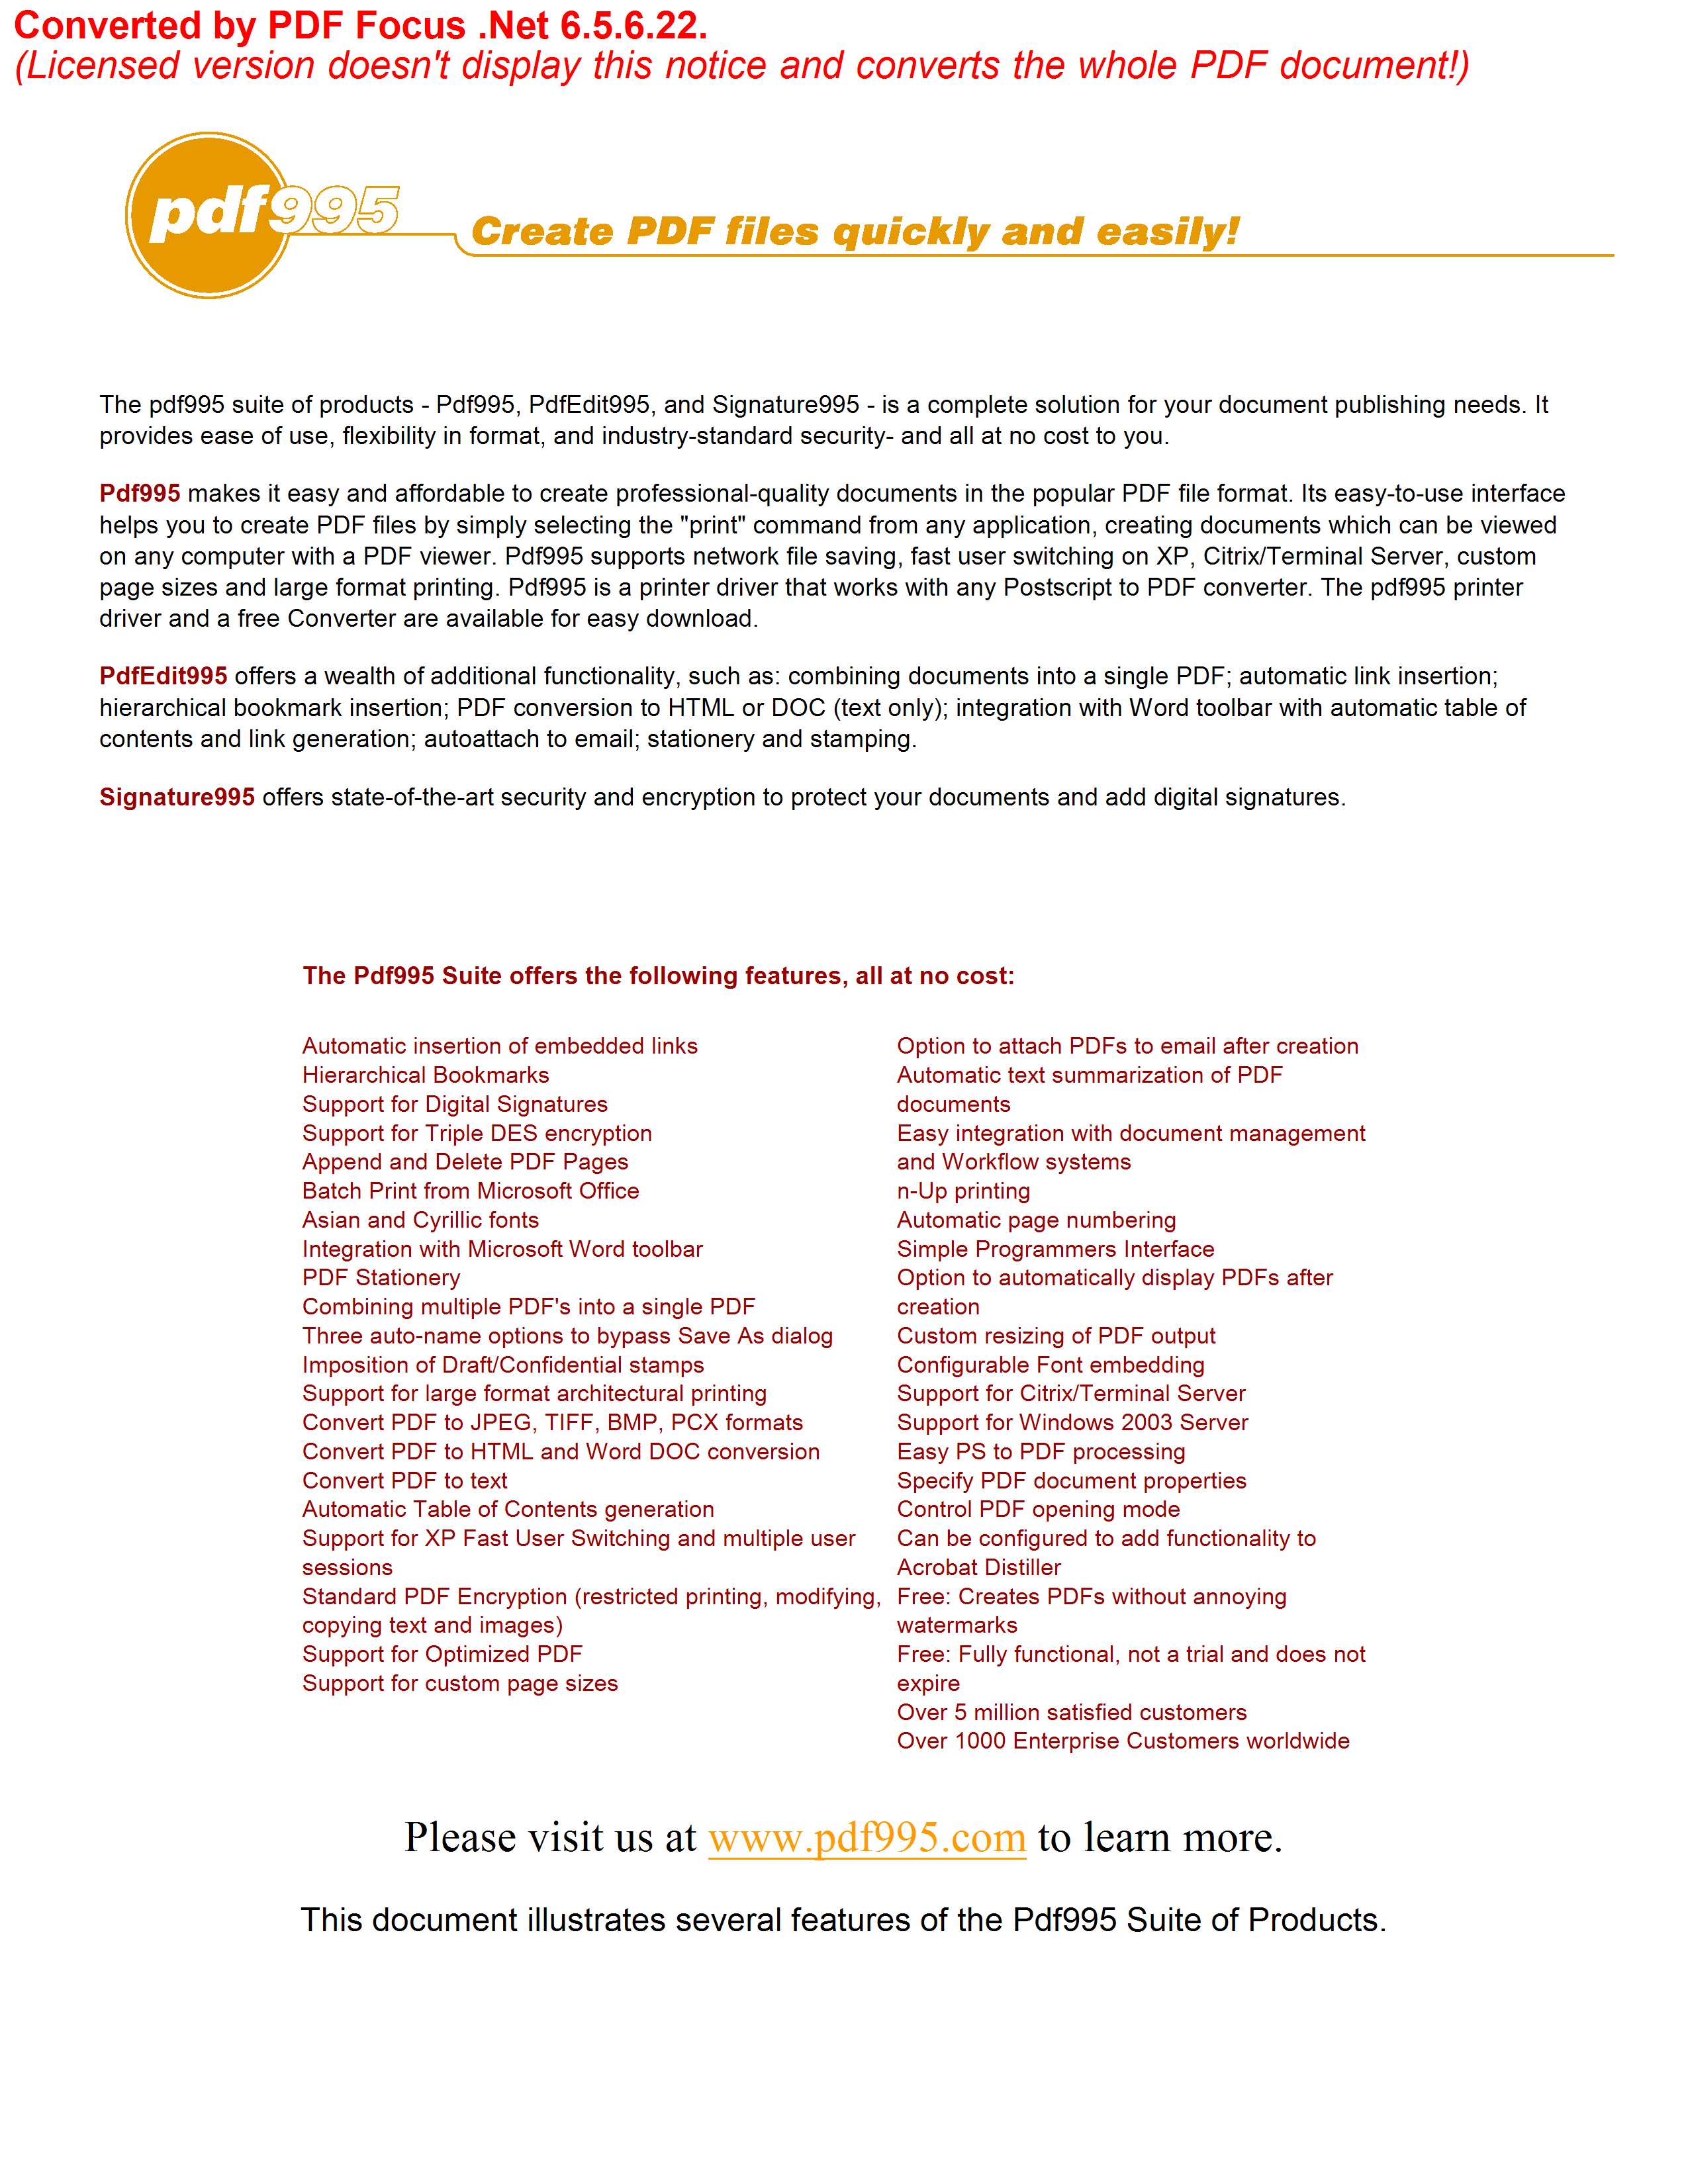 Converted by PDF Focus .Net 6.5.6.22.
(Licensed version doesn't display this notice and converts the whole PDF document!)
pdf995
Create PDF files quickly and easily!
The pdf995 suite of products - Pdf995, PdfEdit995, and Signature995 - is a complete solution for your document publishing needs. It
provides ease of use, flexibility in format, and industry-standard security- and all at no cost to you.
Pdf995 makes it easy and affordable to create professional-quality documents in the popular PDF file format. Its easy-to-use interface
helps you to create PDF files by simply selecting the "print" command from any application, creating documents which can be viewed
on any computer with a PDF viewer. Pdf995 supports network file saving, fast user switching on XP, Citrix/Terminal Server, custom
page sizes and large format printing. Pdf995 is a printer driver that works with any Postscript to PDF converter. The pdf995 printer
driver and a free Converter are available for easy download.
PdfEdit995 offers a wealth of additional functionality, such as: combining documents into a single PDF; automatic link insertion;
hierarchical bookmark insertion; PDF conversion to HTML or DOC (text only); integration with Word toolbar with automatic table of
contents and link generation; autoattach to email; stationery and stamping.
Signature995 offers state-of-the-art security and encryption to protect your documents and add digital signatures.
The Pdf995 Suite offers the following features, all at no cost:
Automatic insertion of embedded links
Hierarchical Bookmarks
Support for Digital Signatures
Support for Triple DES encryption
Append and Delete PDF Pages
Batch Print from Microsoft Office
Asian and Cyrillic fonts
Integration with Microsoft Word toolbar
PDF Stationery
Combining multiple PDF's into a single PDF
Three auto-name options to bypass Save As dialog
Imposition of Draft/Confidential stamps
Support for large format architectural printing
Convert PDF to JPEG, TIFF, BMP, PCX formats
Convert PDF to HTML and Word DOC conversion
Convert PDF to text
Automatic Table of Contents generation
Support for XP Fast User Switching and multiple user
sessions
Standard PDF Encryption (restricted printing, modifying,
copying text and images)
Support for Optimized PDF
Support for custom page sizes
Option to attach PDFs to email after creation
Automatic text summarization of PDF
documents
Easy integration with document management
and Workflow systems
n-Up printing
Automatic page numbering
Simple Programmers Interface
Option to automatically display PDFs after
creation
Custom resizing of PDF output
Configurable Font embedding
Support for Citrix/Terminal Server
Support for Windows 2003 Server
Easy PS to PDF processing
Specify PDF document properties
Control PDF opening mode
Can be configured to add functionality to
Acrobat Distiller
Free: Creates PDFs without annoying
watermarks
Free: Fully functional, not a trial and does not
expire
Over 5 million satisfied customers
Over 1000 Enterprise Customers worldwide
Please visit us at www.pdf995.com to learn more.
This document illustrates several features of the Pdf995 Suite of Products.